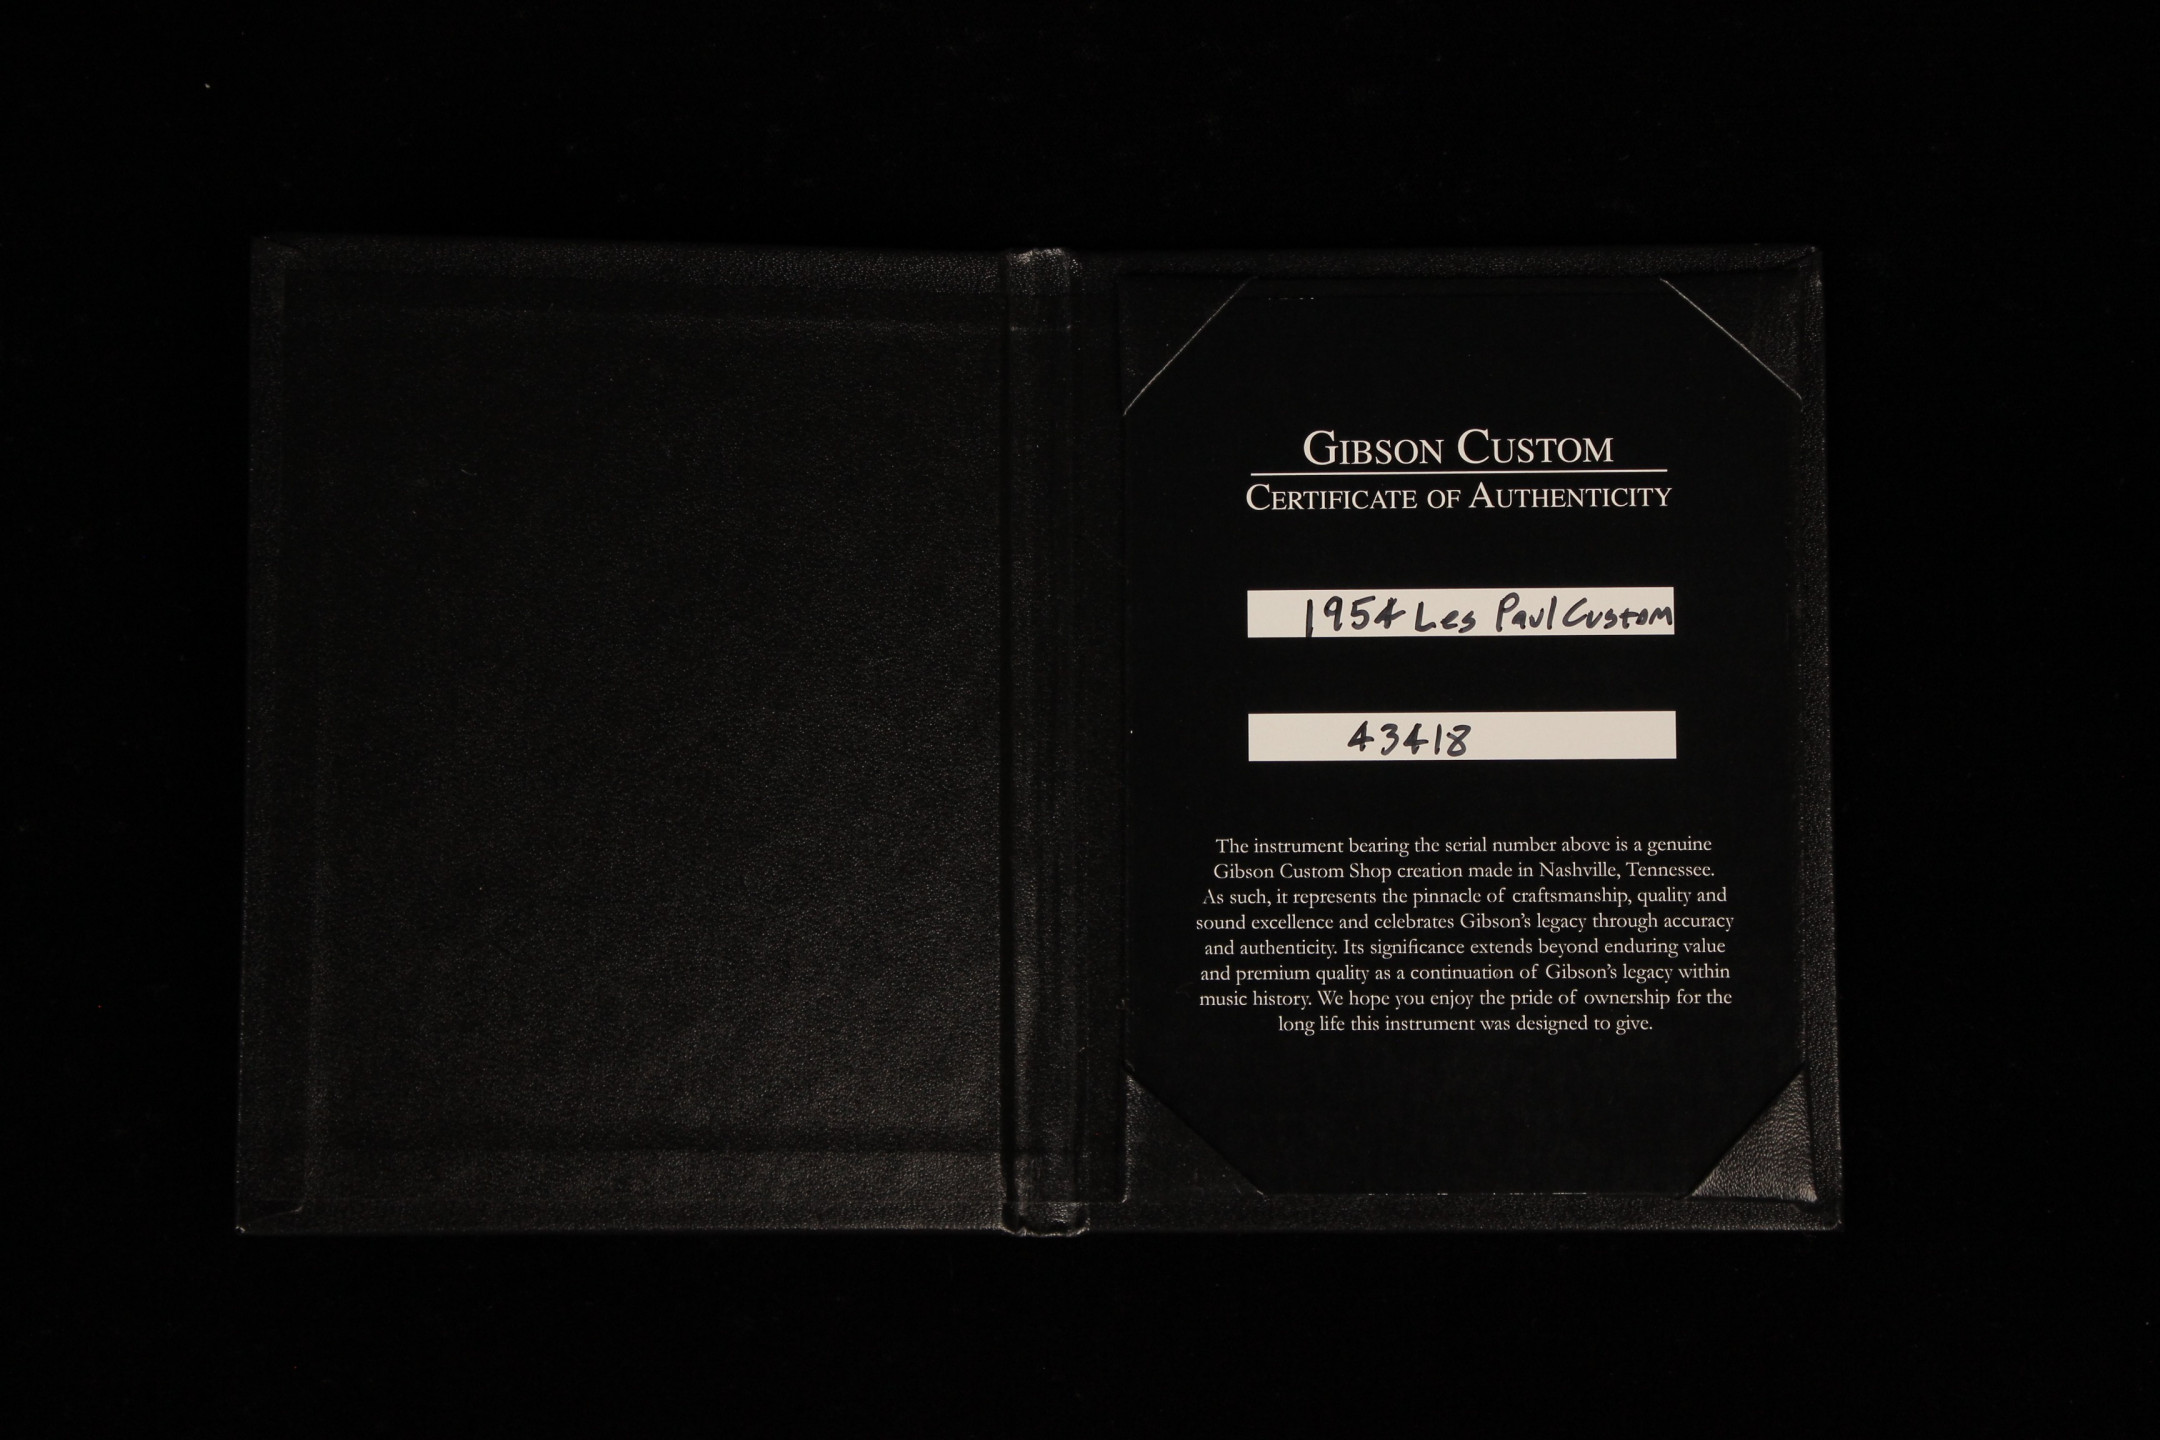 GIBSON CUSTOM
CERTIFICATE OF AUTHENTICITY
1954 Les Paul Custom
43418
The instrument bearing the serial number above is a genuine
Gibson Custom Shop creation made in Nashville, Tennessee.
As such, it represents the pinnacle of craftsmanship, quality and
sound excellence and celebrates Gibson’s legacy through accuracy
and authenticity. Its significance extends beyond enduring value
and premium quality as a continuation of Gibson’s legacy within
music history. We hope you enjoy the pride of ownership for the
long life this instrument was designed to give.